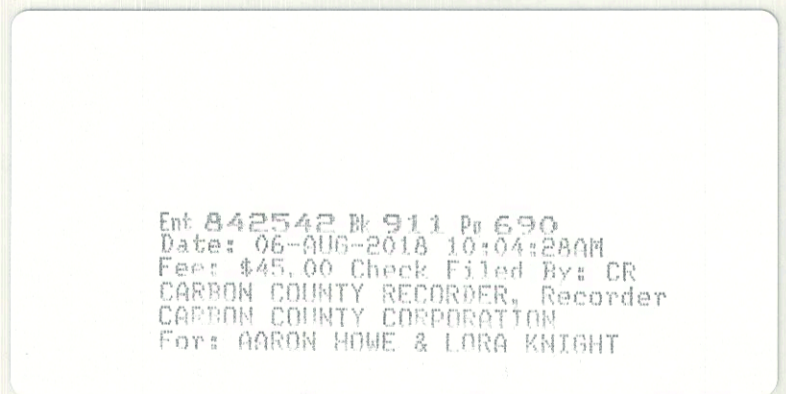 Ent 842542 Bk 911 Pg 690
Date: 06-AUG-2018 10:04:28AM
Fee: $45.00 Check Filed By: CR
CARBON COUNTY RECORDER, Recorder
CARBON COUNTY CORPORATION
For: AARON HOWE & LORA KNIGHT